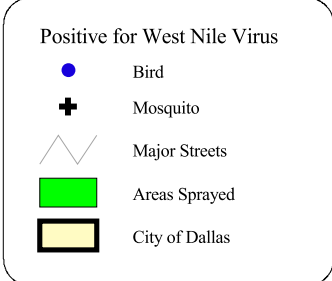 Positive for West Nile Virus
Bird
Mosquito
Major Streets
Areas Sprayed
City of Dallas